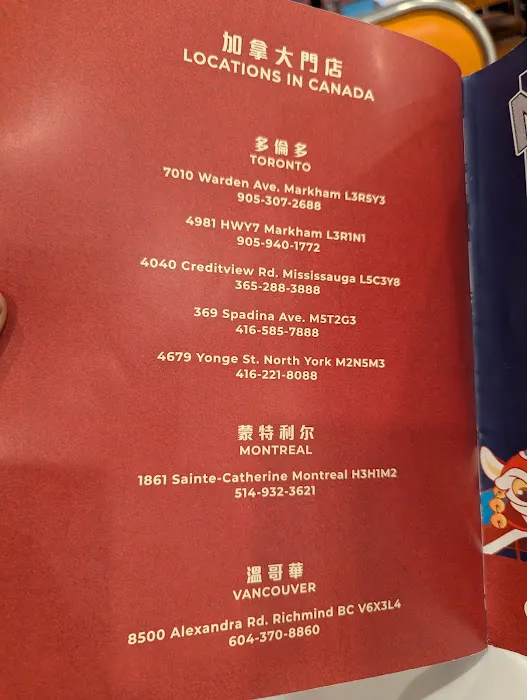 加拿大門店
LOCATIONS IN CANADA
多倫多
TORONTO
7010 Warden Ave. Markham L3R5Y3
905-307-2688
4981 HWY7 Markham L3R1N1
905-940-1772
4040 Creditview Rd. Mississauga L5C3Y8
365-288-3888
369 Spadina Ave. M5T2G3
416-585-7888
4679 Yonge St. North York M2N5M3
416-221-8088
蒙特利尔
MONTREAL
1861 Sainte-Catherine Montreal H3H1M2
514-932-3621
溫哥華
VANCOUVER
8500 Alexandra Rd. Richmind BC V6X3L4
604-370-8860